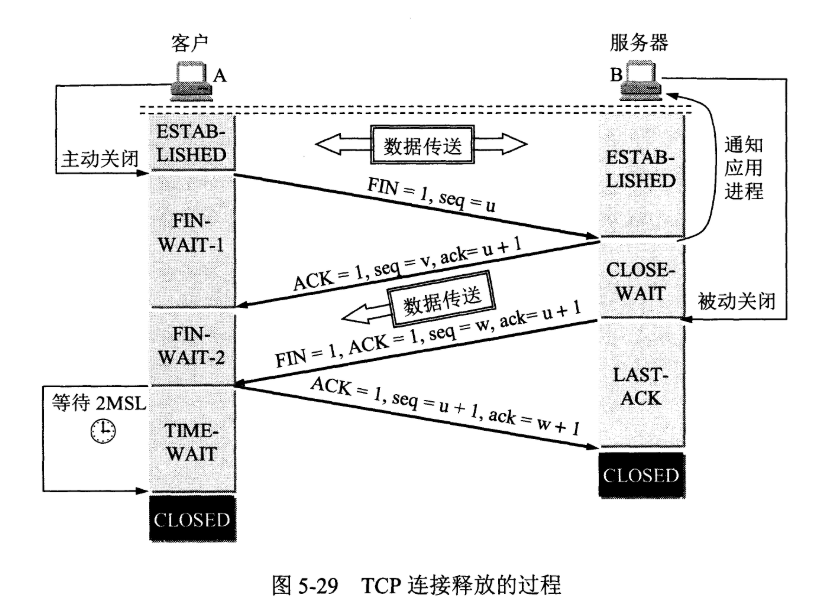 客户
服务器
A
B
ESTAB-
LISHED
数据传送
ESTAB-
LISHED
通知
应用
进程
主动关闭
FIN = 1, seq = u
FIN-
WAIT-1
ACK = 1, seq = v, ack= u + 1
CLOSE-
WAIT
数据传送
被动关闭
FIN = 1, ACK = 1, seq = w, ack= u + 1
FIN-
WAIT-2
ACK = 1, seq = u + 1, ack = w + 1
LAST-
ACK
等待 2MSL
TIME-
WAIT
CLOSED
CLOSED
图 5-29 TCP 连接释放的过程